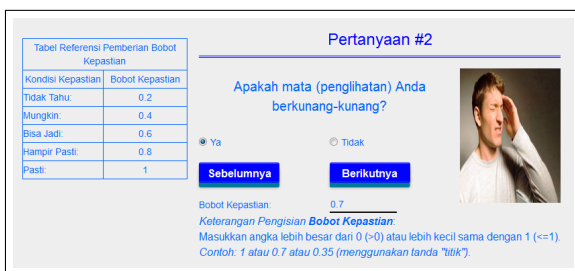 Tabel Referensi Pemberian Bobot
Kepastian
Kondisi Kepastian Bobot Kepastian
Tidak Tahu: 0.2
Mungkin: 0.4
Bisa Jadi: 0.6
Hampir Pasti: 0.8
Pasti: 1
Pertanyaan #2
Apakah mata (penglihatan) Anda
berkunang-kunang?
Ya Tidak
Sebelumnya Berikutnya
Bobot Kepastian: 0.7
Keterangan Pengisian Bobot Kepastian:
Masukkan angka lebih besar dari 0 (>0) atau lebih kecil sama dengan 1 (<=1).
Contoh: 1 atau 0.7 atau 0.35 (menggunakan tanda "titik").